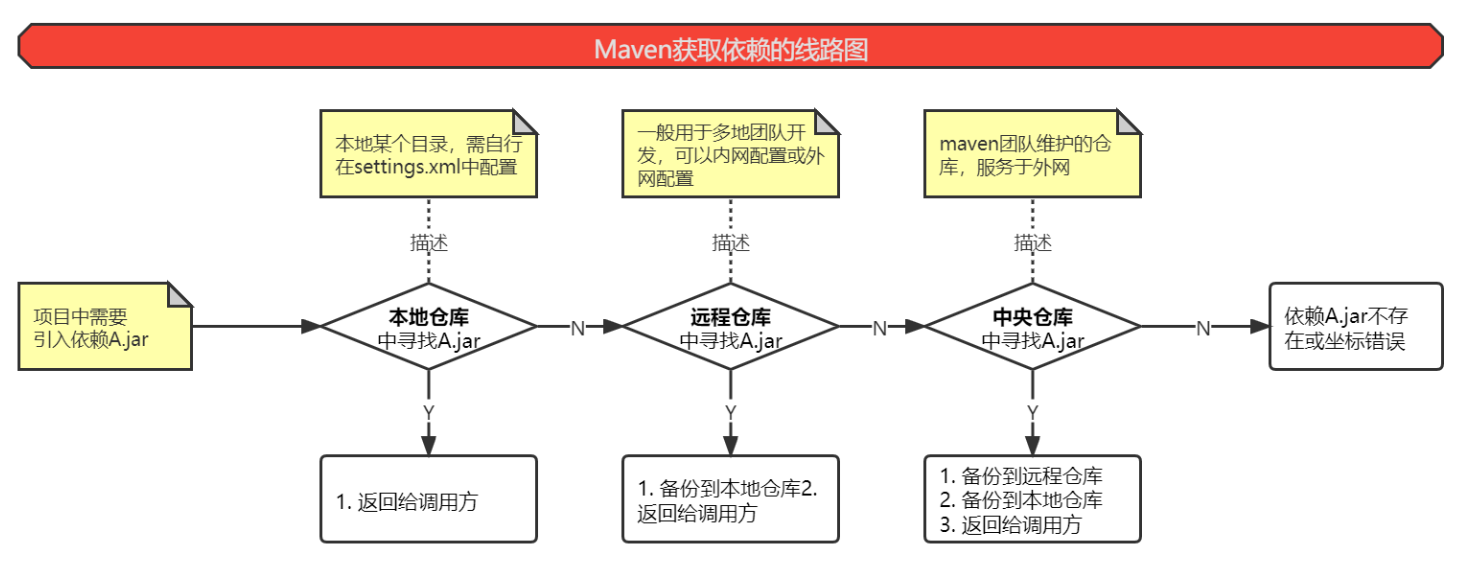 Maven获取依赖的线路图
本地某个目录，需自行
在settings.xml中配置
一般用于多地团队开
发，可以内网配置或外
网配置
maven团队维护的仓
库，服务于外网
描述
描述
描述
项目中需要
引入依赖A.jar
本地仓库
中寻找A.jar
N
远程仓库
中寻找A.jar
N
中央仓库
中寻找A.jar
N
依赖A.jar不存
在或坐标错误
Y
Y
Y
1. 返回给调用方
1. 备份到本地仓库2.
返回给调用方
1. 备份到远程仓库
2. 备份到本地仓库
3. 返回给调用方